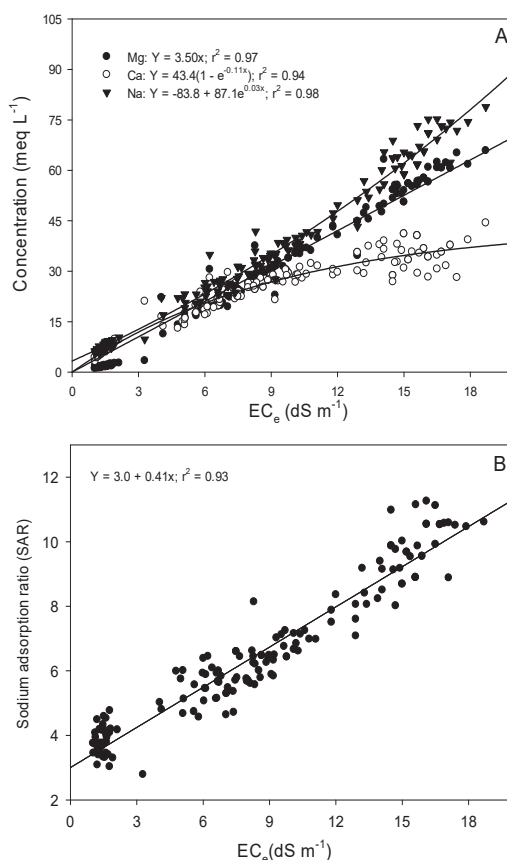 A
Mg: Y = 3.50x; r² = 0.97
Ca: Y = 43.4(1 - e⁻⁰·¹¹ˣ); r² = 0.94
Na: Y = -83.8 + 87.1e⁰·⁰³ˣ; r² = 0.98
Concentration (meq L⁻¹)
105
90
75
60
45
30
15
0
0 3 6 9 12 15 18
ECₑ (dS m⁻¹)
B
Y = 3.0 + 0.41x; r² = 0.93
Sodium adsorption ratio (SAR)
12
10
8
6
4
2
0 3 6 9 12 15 18
ECₑ(dS m⁻¹)